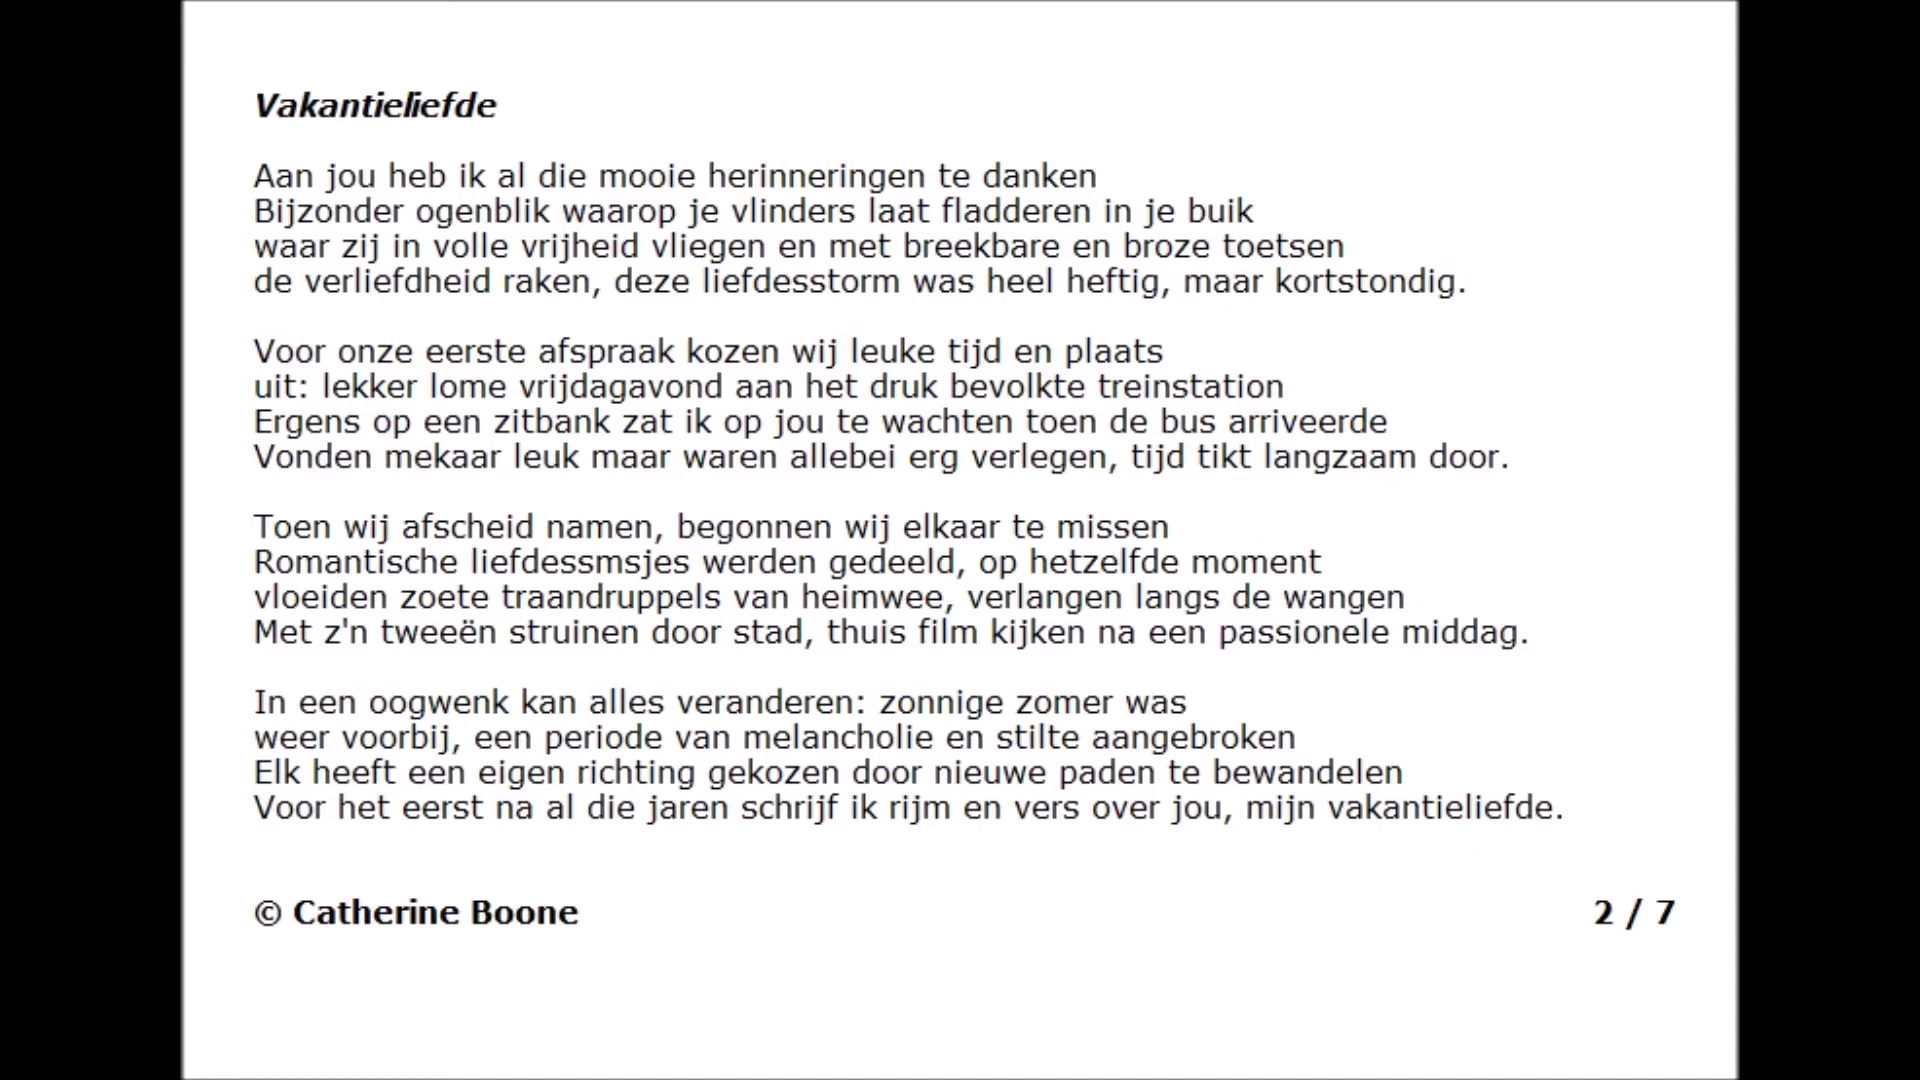 Vakantieliefde
Aan jou heb ik al die mooie herinneringen te danken
Bijzonder ogenblik waarop je vlinders laat fladderen in je buik
waar zij in volle vrijheid vliegen en met breekbare en broze toetsen
de verliefdheid raken, deze liefdesstorm was heel heftig, maar kortstondig.
Voor onze eerste afspraak kozen wij leuke tijd en plaats
uit: lekker lome vrijdagavond aan het druk bevolkte treinstation
Ergens op een zitbank zat ik op jou te wachten toen de bus arriveerde
Vonden mekaar leuk maar waren allebei erg verlegen, tijd tikt langzaam door.
Toen wij afscheid namen, begonnen wij elkaar te missen
Romantische liefdessmsjes werden gedeeld, op hetzelfde moment
vloeiden zoete traandruppels van heimwee, verlangen langs de wangen
Met z'n tweeën struinen door stad, thuis film kijken na een passionele middag.
In een oogwenk kan alles veranderen: zonnige zomer was
weer voorbij, een periode van melancholie en stilte aangebroken
Elk heeft een eigen richting gekozen door nieuwe paden te bewandelen
Voor het eerst na al die jaren schrijf ik rijm en vers over jou, mijn vakantieliefde.
© Catherine Boone 2 / 7